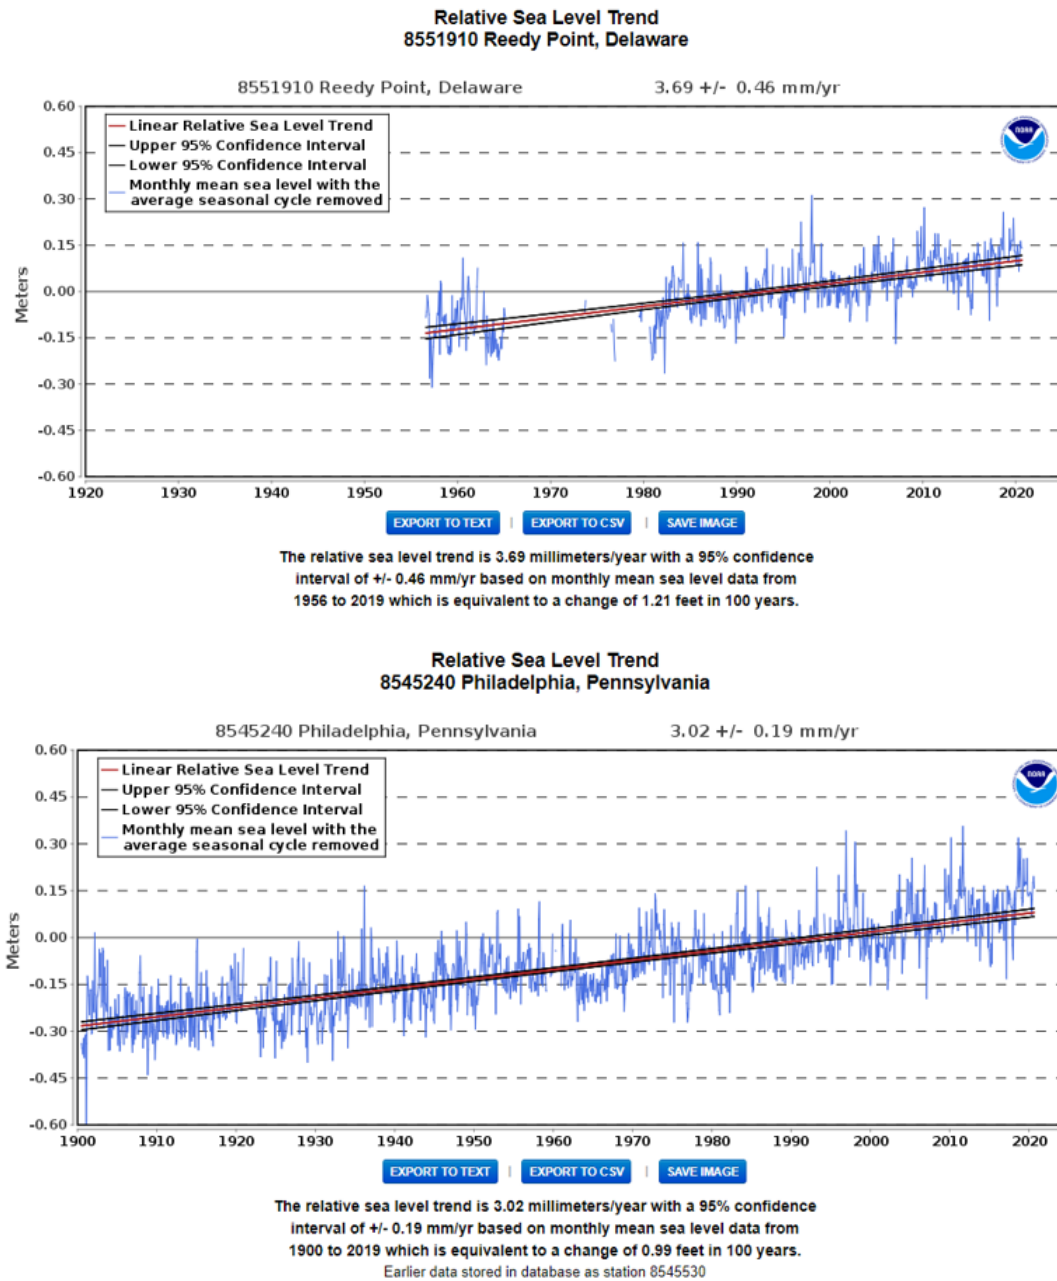 Relative Sea Level Trend
8551910 Reedy Point, Delaware
8551910 Reedy Point, Delaware 3.69 +/- 0.46 mm/yr
0.60
0.45
0.30
0.15
0.00
-0.15
-0.30
-0.45
-0.60
Meters
Linear Relative Sea Level Trend
Upper 95% Confidence Interval
Lower 95% Confidence Interval
Monthly mean sea level with the
average seasonal cycle removed
NOAA
1920 1930 1940 1950 1960 1970 1980 1990 2000 2010 2020
EXPORT TO TEXT | EXPORT TO CSV | SAVE IMAGE
The relative sea level trend is 3.69 millimeters/year with a 95% confidence
interval of +/- 0.46 mm/yr based on monthly mean sea level data from
1956 to 2019 which is equivalent to a change of 1.21 feet in 100 years.
Relative Sea Level Trend
8545240 Philadelphia, Pennsylvania
8545240 Philadelphia, Pennsylvania 3.02 +/- 0.19 mm/yr
0.60
0.45
0.30
0.15
0.00
-0.15
-0.30
-0.45
-0.60
Meters
Linear Relative Sea Level Trend
Upper 95% Confidence Interval
Lower 95% Confidence Interval
Monthly mean sea level with the
average seasonal cycle removed
NOAA
1900 1910 1920 1930 1940 1950 1960 1970 1980 1990 2000 2010 2020
EXPORT TO TEXT | EXPORT TO CSV | SAVE IMAGE
The relative sea level trend is 3.02 millimeters/year with a 95% confidence
interval of +/- 0.19 mm/yr based on monthly mean sea level data from
1900 to 2019 which is equivalent to a change of 0.99 feet in 100 years.
Earlier data stored in database as station 8545530